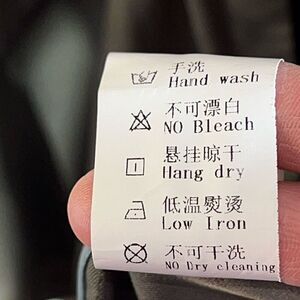 手洗
Hand wash
不可漂白
NO Bleach
悬挂晾干
Hang dry
低温熨烫
Low Iron
不可干洗
NO Dry cleaning